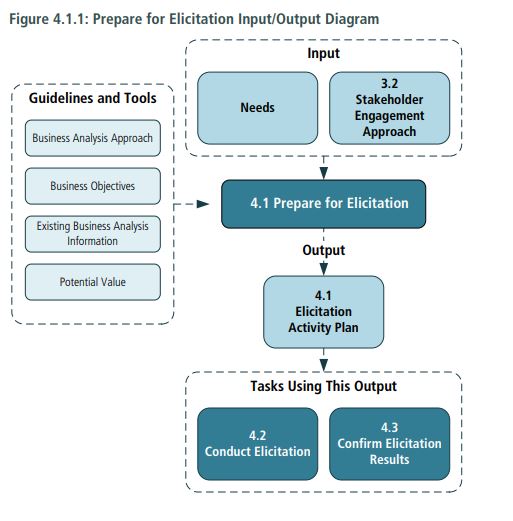 Figure 4.1.1: Prepare for Elicitation Input/Output Diagram
Input
Needs
3.2
Stakeholder
Engagement
Approach
Guidelines and Tools
Business Analysis Approach
Business Objectives
Existing Business Analysis
Information
Potential Value
4.1 Prepare for Elicitation
Output
4.1
Elicitation
Activity Plan
Tasks Using This Output
4.2
Conduct Elicitation
4.3
Confirm Elicitation
Results